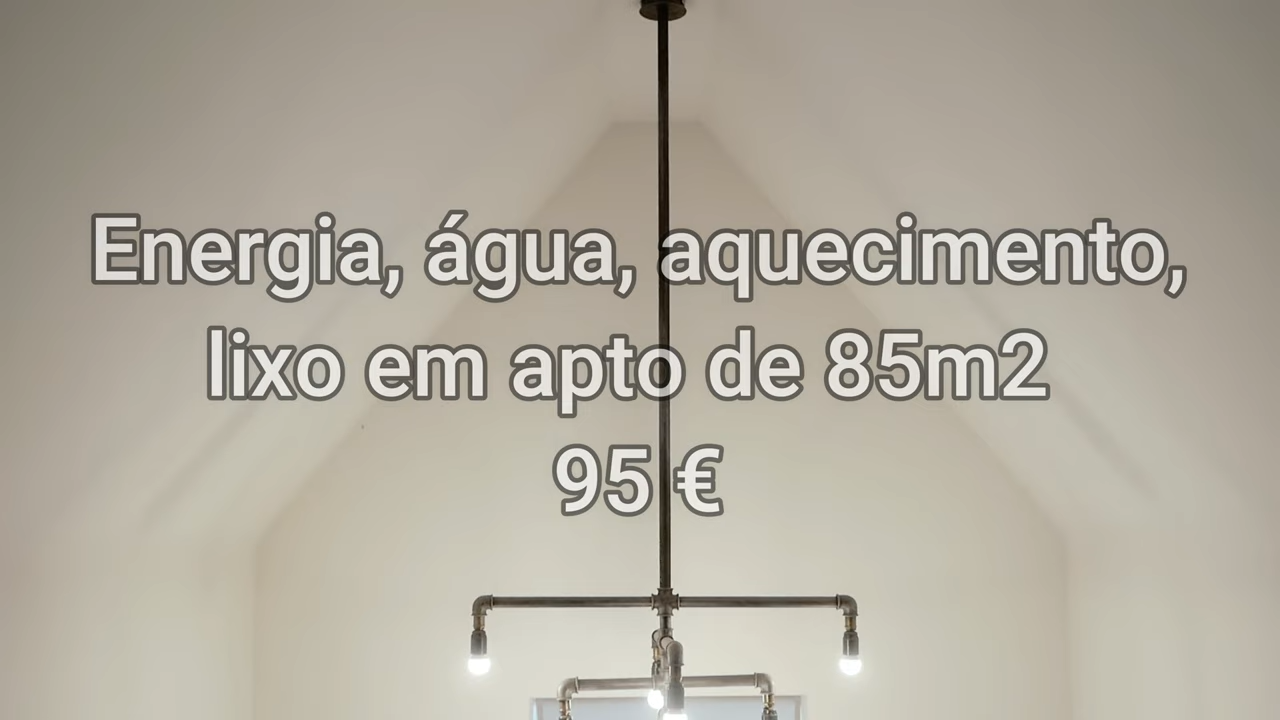 Energia, água, aquecimento,
lixo em apto de 85m2
95 €